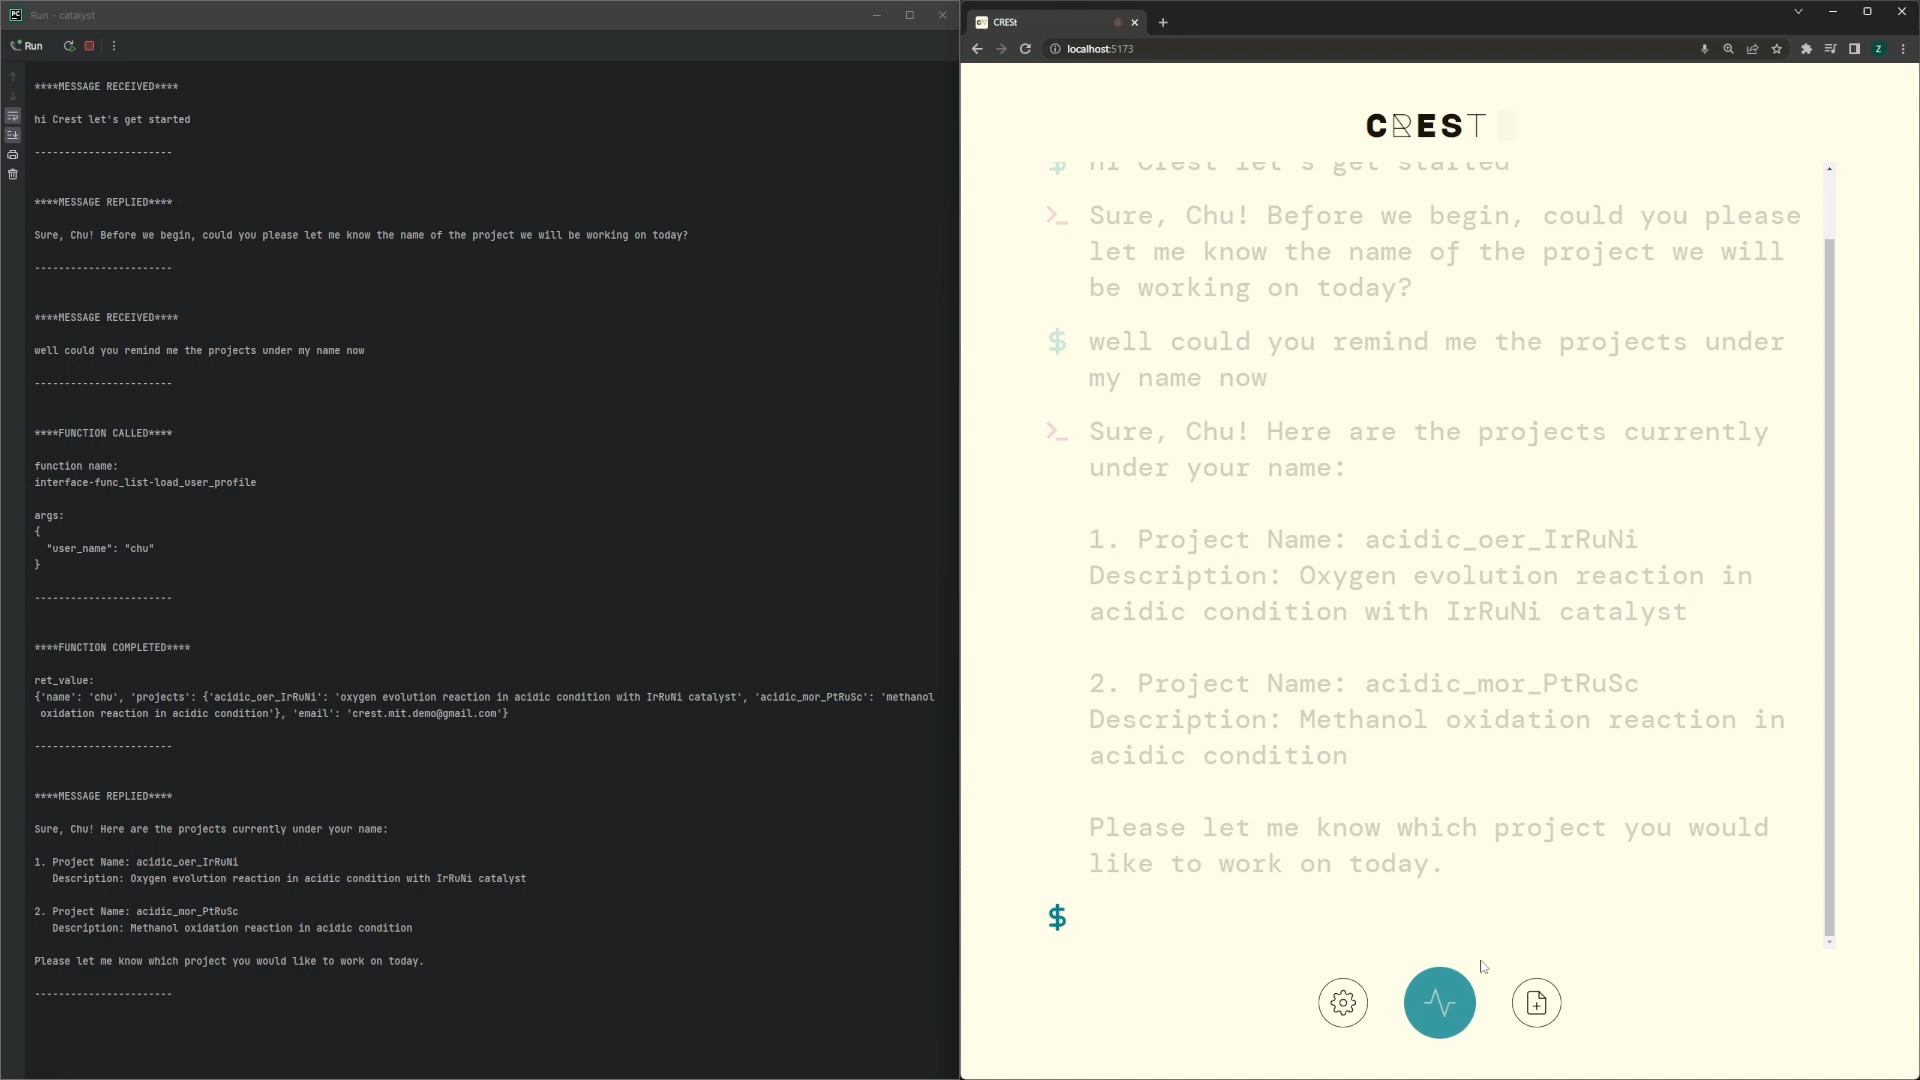 Run - catalyst
Run
****MESSAGE RECEIVED****
hi Crest let's get started
-----------------------
****MESSAGE REPLIED****
Sure, Chu! Before we begin, could you please let me know the name of the project we will be working on today?
-----------------------
****MESSAGE RECEIVED****
well could you remind me the projects under my name now
-----------------------
****FUNCTION CALLED****
function name:
interface-func_list-load_user_profile
args:
{
"user_name": "chu"
}
-----------------------
****FUNCTION COMPLETED****
ret_value:
{'name': 'chu', 'projects': {'acidic_oer_IrRuNi': 'oxygen evolution reaction in acidic condition with IrRuNi catalyst', 'acidic_mor_PtRuSc': 'methanol
oxidation reaction in acidic condition'}, 'email': 'crest.mit.demo@gmail.com'}
-----------------------
****MESSAGE REPLIED****
Sure, Chu! Here are the projects currently under your name:
1. Project Name: acidic_oer_IrRuNi
Description: Oxygen evolution reaction in acidic condition with IrRuNi catalyst
2. Project Name: acidic_mor_PtRuSc
Description: Methanol oxidation reaction in acidic condition
Please let me know which project you would like to work on today.
-----------------------
CRESt
localhost:5173
Z
CREST
$ hi Crest let's get started
>_ Sure, Chu! Before we begin, could you please
let me know the name of the project we will
be working on today?
$ well could you remind me the projects under
my name now
>_ Sure, Chu! Here are the projects currently
under your name:
1. Project Name: acidic_oer_IrRuNi
Description: Oxygen evolution reaction in
acidic condition with IrRuNi catalyst
2. Project Name: acidic_mor_PtRuSc
Description: Methanol oxidation reaction in
acidic condition
Please let me know which project you would
like to work on today.
$